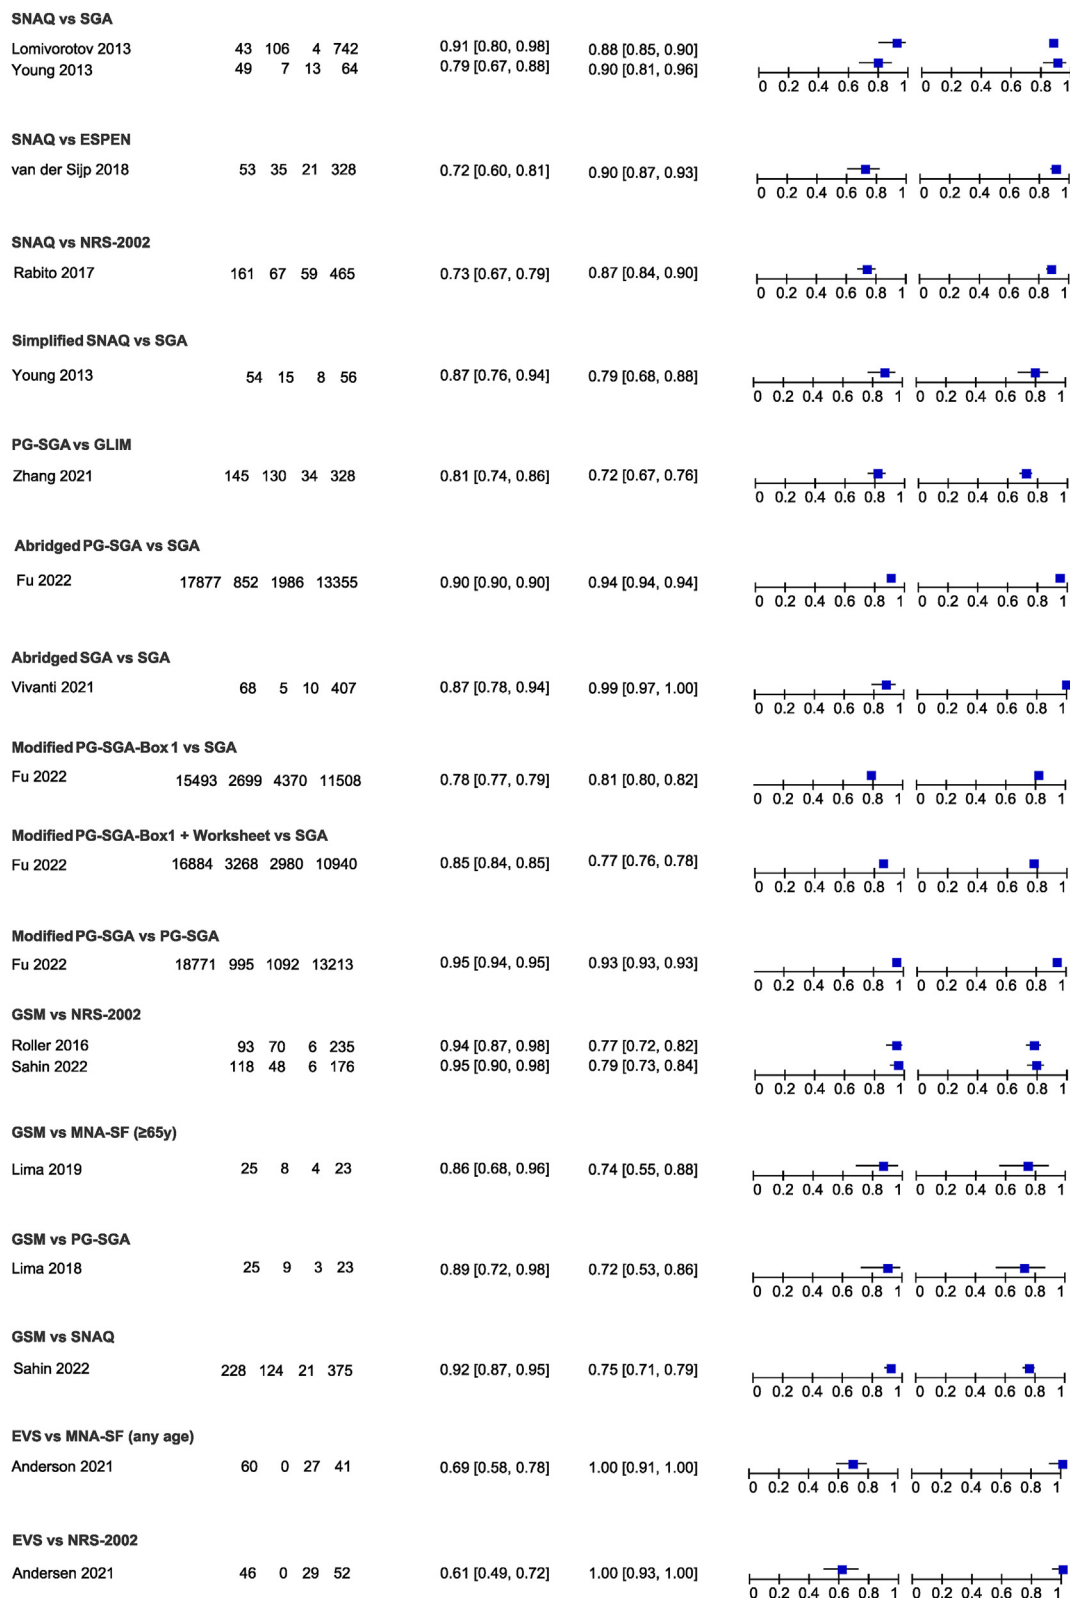 SNAQ vs SGA
Lomivorotov 2013 43 106 4 742 0.91 [0.80, 0.98] 0.88 [0.85, 0.90]
Young 2013 49 7 13 64 0.79 [0.67, 0.88] 0.90 [0.81, 0.96]
0 0.2 0.4 0.6 0.8 1 0 0.2 0.4 0.6 0.8 1
SNAQ vs ESPEN
van der Sijp 2018 53 35 21 328 0.72 [0.60, 0.81] 0.90 [0.87, 0.93]
0 0.2 0.4 0.6 0.8 1 0 0.2 0.4 0.6 0.8 1
SNAQ vs NRS-2002
Rabito 2017 161 67 59 465 0.73 [0.67, 0.79] 0.87 [0.84, 0.90]
0 0.2 0.4 0.6 0.8 1 0 0.2 0.4 0.6 0.8 1
Simplified SNAQ vs SGA
Young 2013 54 15 8 56 0.87 [0.76, 0.94] 0.79 [0.68, 0.88]
0 0.2 0.4 0.6 0.8 1 0 0.2 0.4 0.6 0.8 1
PG-SGA vs GLIM
Zhang 2021 145 130 34 328 0.81 [0.74, 0.86] 0.72 [0.67, 0.76]
0 0.2 0.4 0.6 0.8 1 0 0.2 0.4 0.6 0.8 1
Abridged PG-SGA vs SGA
Fu 2022 17877 852 1986 13355 0.90 [0.90, 0.90] 0.94 [0.94, 0.94]
0 0.2 0.4 0.6 0.8 1 0 0.2 0.4 0.6 0.8 1
Abridged SGA vs SGA
Vivanti 2021 68 5 10 407 0.87 [0.78, 0.94] 0.99 [0.97, 1.00]
0 0.2 0.4 0.6 0.8 1 0 0.2 0.4 0.6 0.8 1
Modified PG-SGA-Box 1 vs SGA
Fu 2022 15493 2699 4370 11508 0.78 [0.77, 0.79] 0.81 [0.80, 0.82]
0 0.2 0.4 0.6 0.8 1 0 0.2 0.4 0.6 0.8 1
Modified PG-SGA-Box1 + Worksheet vs SGA
Fu 2022 16884 3268 2980 10940 0.85 [0.84, 0.85] 0.77 [0.76, 0.78]
0 0.2 0.4 0.6 0.8 1 0 0.2 0.4 0.6 0.8 1
Modified PG-SGA vs PG-SGA
Fu 2022 18771 995 1092 13213 0.95 [0.94, 0.95] 0.93 [0.93, 0.93]
0 0.2 0.4 0.6 0.8 1 0 0.2 0.4 0.6 0.8 1
GSM vs NRS-2002
Roller 2016 93 70 6 235 0.94 [0.87, 0.98] 0.77 [0.72, 0.82]
Sahin 2022 118 48 6 176 0.95 [0.90, 0.98] 0.79 [0.73, 0.84]
0 0.2 0.4 0.6 0.8 1 0 0.2 0.4 0.6 0.8 1
GSM vs MNA-SF (≥65y)
Lima 2019 25 8 4 23 0.86 [0.68, 0.96] 0.74 [0.55, 0.88]
0 0.2 0.4 0.6 0.8 1 0 0.2 0.4 0.6 0.8 1
GSM vs PG-SGA
Lima 2018 25 9 3 23 0.89 [0.72, 0.98] 0.72 [0.53, 0.86]
0 0.2 0.4 0.6 0.8 1 0 0.2 0.4 0.6 0.8 1
GSM vs SNAQ
Sahin 2022 228 124 21 375 0.92 [0.87, 0.95] 0.75 [0.71, 0.79]
0 0.2 0.4 0.6 0.8 1 0 0.2 0.4 0.6 0.8 1
EVS vs MNA-SF (any age)
Anderson 2021 60 0 27 41 0.69 [0.58, 0.78] 1.00 [0.91, 1.00]
0 0.2 0.4 0.6 0.8 1 0 0.2 0.4 0.6 0.8 1
EVS vs NRS-2002
Andersen 2021 46 0 29 52 0.61 [0.49, 0.72] 1.00 [0.93, 1.00]
0 0.2 0.4 0.6 0.8 1 0 0.2 0.4 0.6 0.8 1